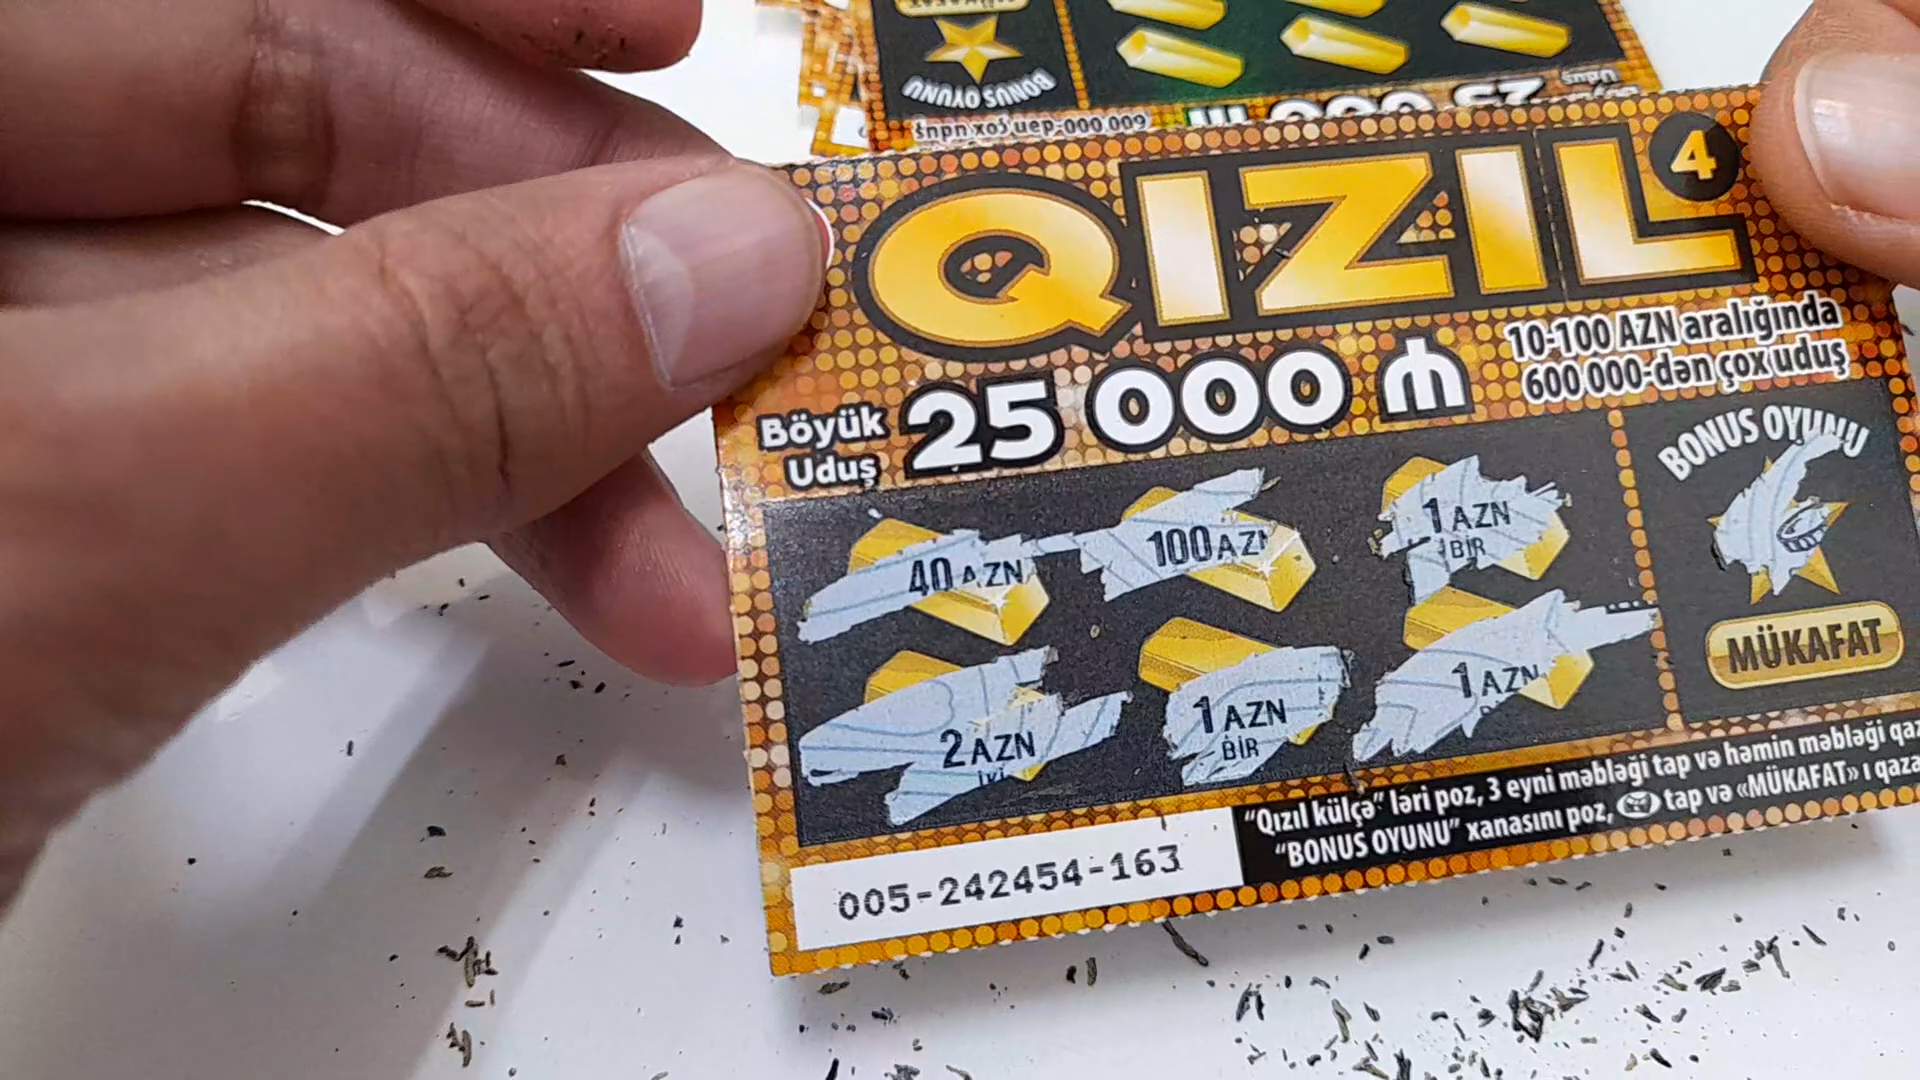 BONUS OYUNU
25 000 ₼
600 000-dən çox uduş
QIZIL 4
Böyük Uduş
25 000 ₼
10-100 AZN aralığında
600 000-dən çox uduş
40 AZN
100 AZN
1 AZN
BİR
BONUS OYUNU
2 AZN
İKİ
1 AZN
BİR
1 AZN
MÜKAFAT
"Qızıl külçə" ləri poz, 3 eyni məbləği tap və həmin məbləği
"BONUS OYUNU" xanasını poz, tap və «MÜKAFAT» ı
005-242454-163